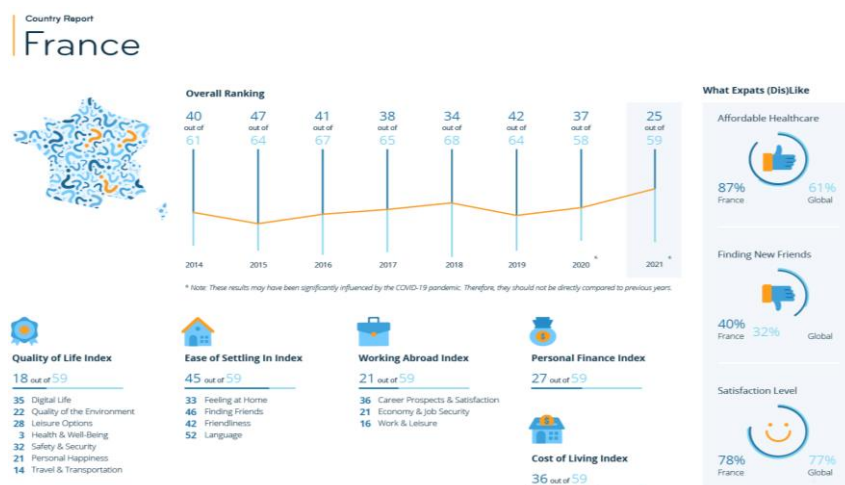 Country Report
France
Overall Ranking
40 47 41 38 34 42 37 25
out of out of out of out of out of out of out of out of
61 64 67 65 68 64 58 59
2014 2015 2016 2017 2018 2019 2020* 2021*
* Note: These results may have been significantly influenced by the COVID-19 pandemic. Therefore, they should not be directly compared to previous years.
What Expats (Dis)Like
Affordable Healthcare
87% 61%
France Global
Finding New Friends
40% 32%
France Global
Satisfaction Level
78% 77%
France Global
Quality of Life Index
18 out of 59
35 Digital Life
22 Quality of the Environment
28 Leisure Options
3 Health & Well-Being
32 Safety & Security
21 Personal Happiness
14 Travel & Transportation
Ease of Settling In Index
45 out of 59
33 Feeling at Home
46 Finding Friends
42 Friendliness
52 Language
Working Abroad Index
21 out of 59
36 Career Prospects & Satisfaction
21 Economy & Job Security
16 Work & Leisure
Personal Finance Index
27 out of 59
Cost of Living Index
36 out of 59